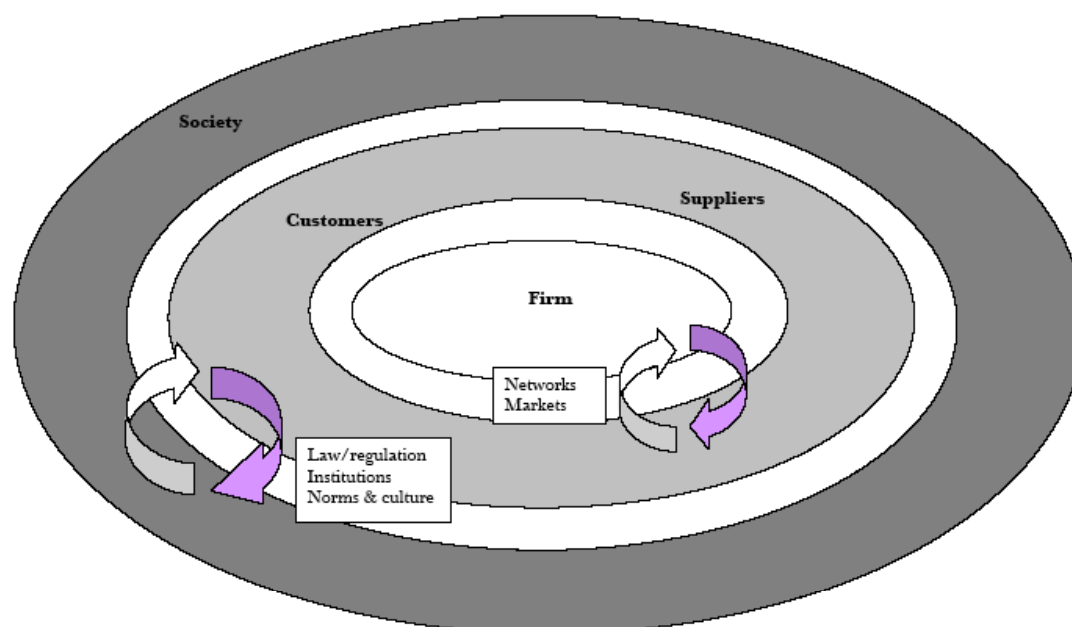 Society
Suppliers
Customers
Firm
Networks
Markets
Law/regulation
Institutions
Norms & culture